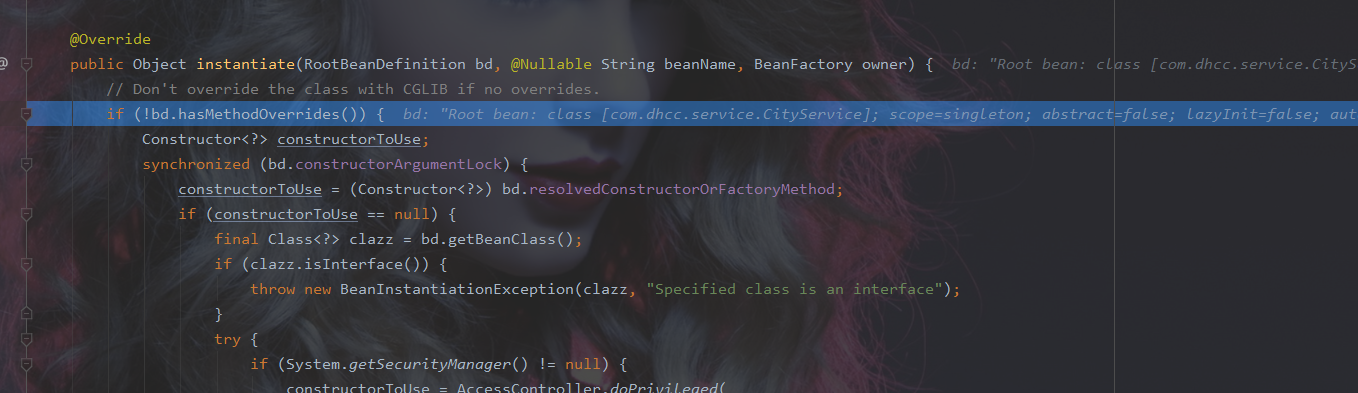 @Override
@ public Object instantiate(RootBeanDefinition bd, @Nullable String beanName, BeanFactory owner) { bd: "Root bean: class [com.dhcc.service.CityS
// Don't override the class with CGLIB if no overrides.
if (!bd.hasMethodOverrides()) { bd: "Root bean: class [com.dhcc.service.CityService]; scope=singleton; abstract=false; lazyInit=false; aut
Constructor<?> constructorToUse;
synchronized (bd.constructorArgumentLock) {
constructorToUse = (Constructor<?>) bd.resolvedConstructorOrFactoryMethod;
if (constructorToUse == null) {
final Class<?> clazz = bd.getBeanClass();
if (clazz.isInterface()) {
throw new BeanInstantiationException(clazz, "Specified class is an interface");
}
try {
if (System.getSecurityManager() != null) {
constructorToUse = AccessController.doPrivileged(